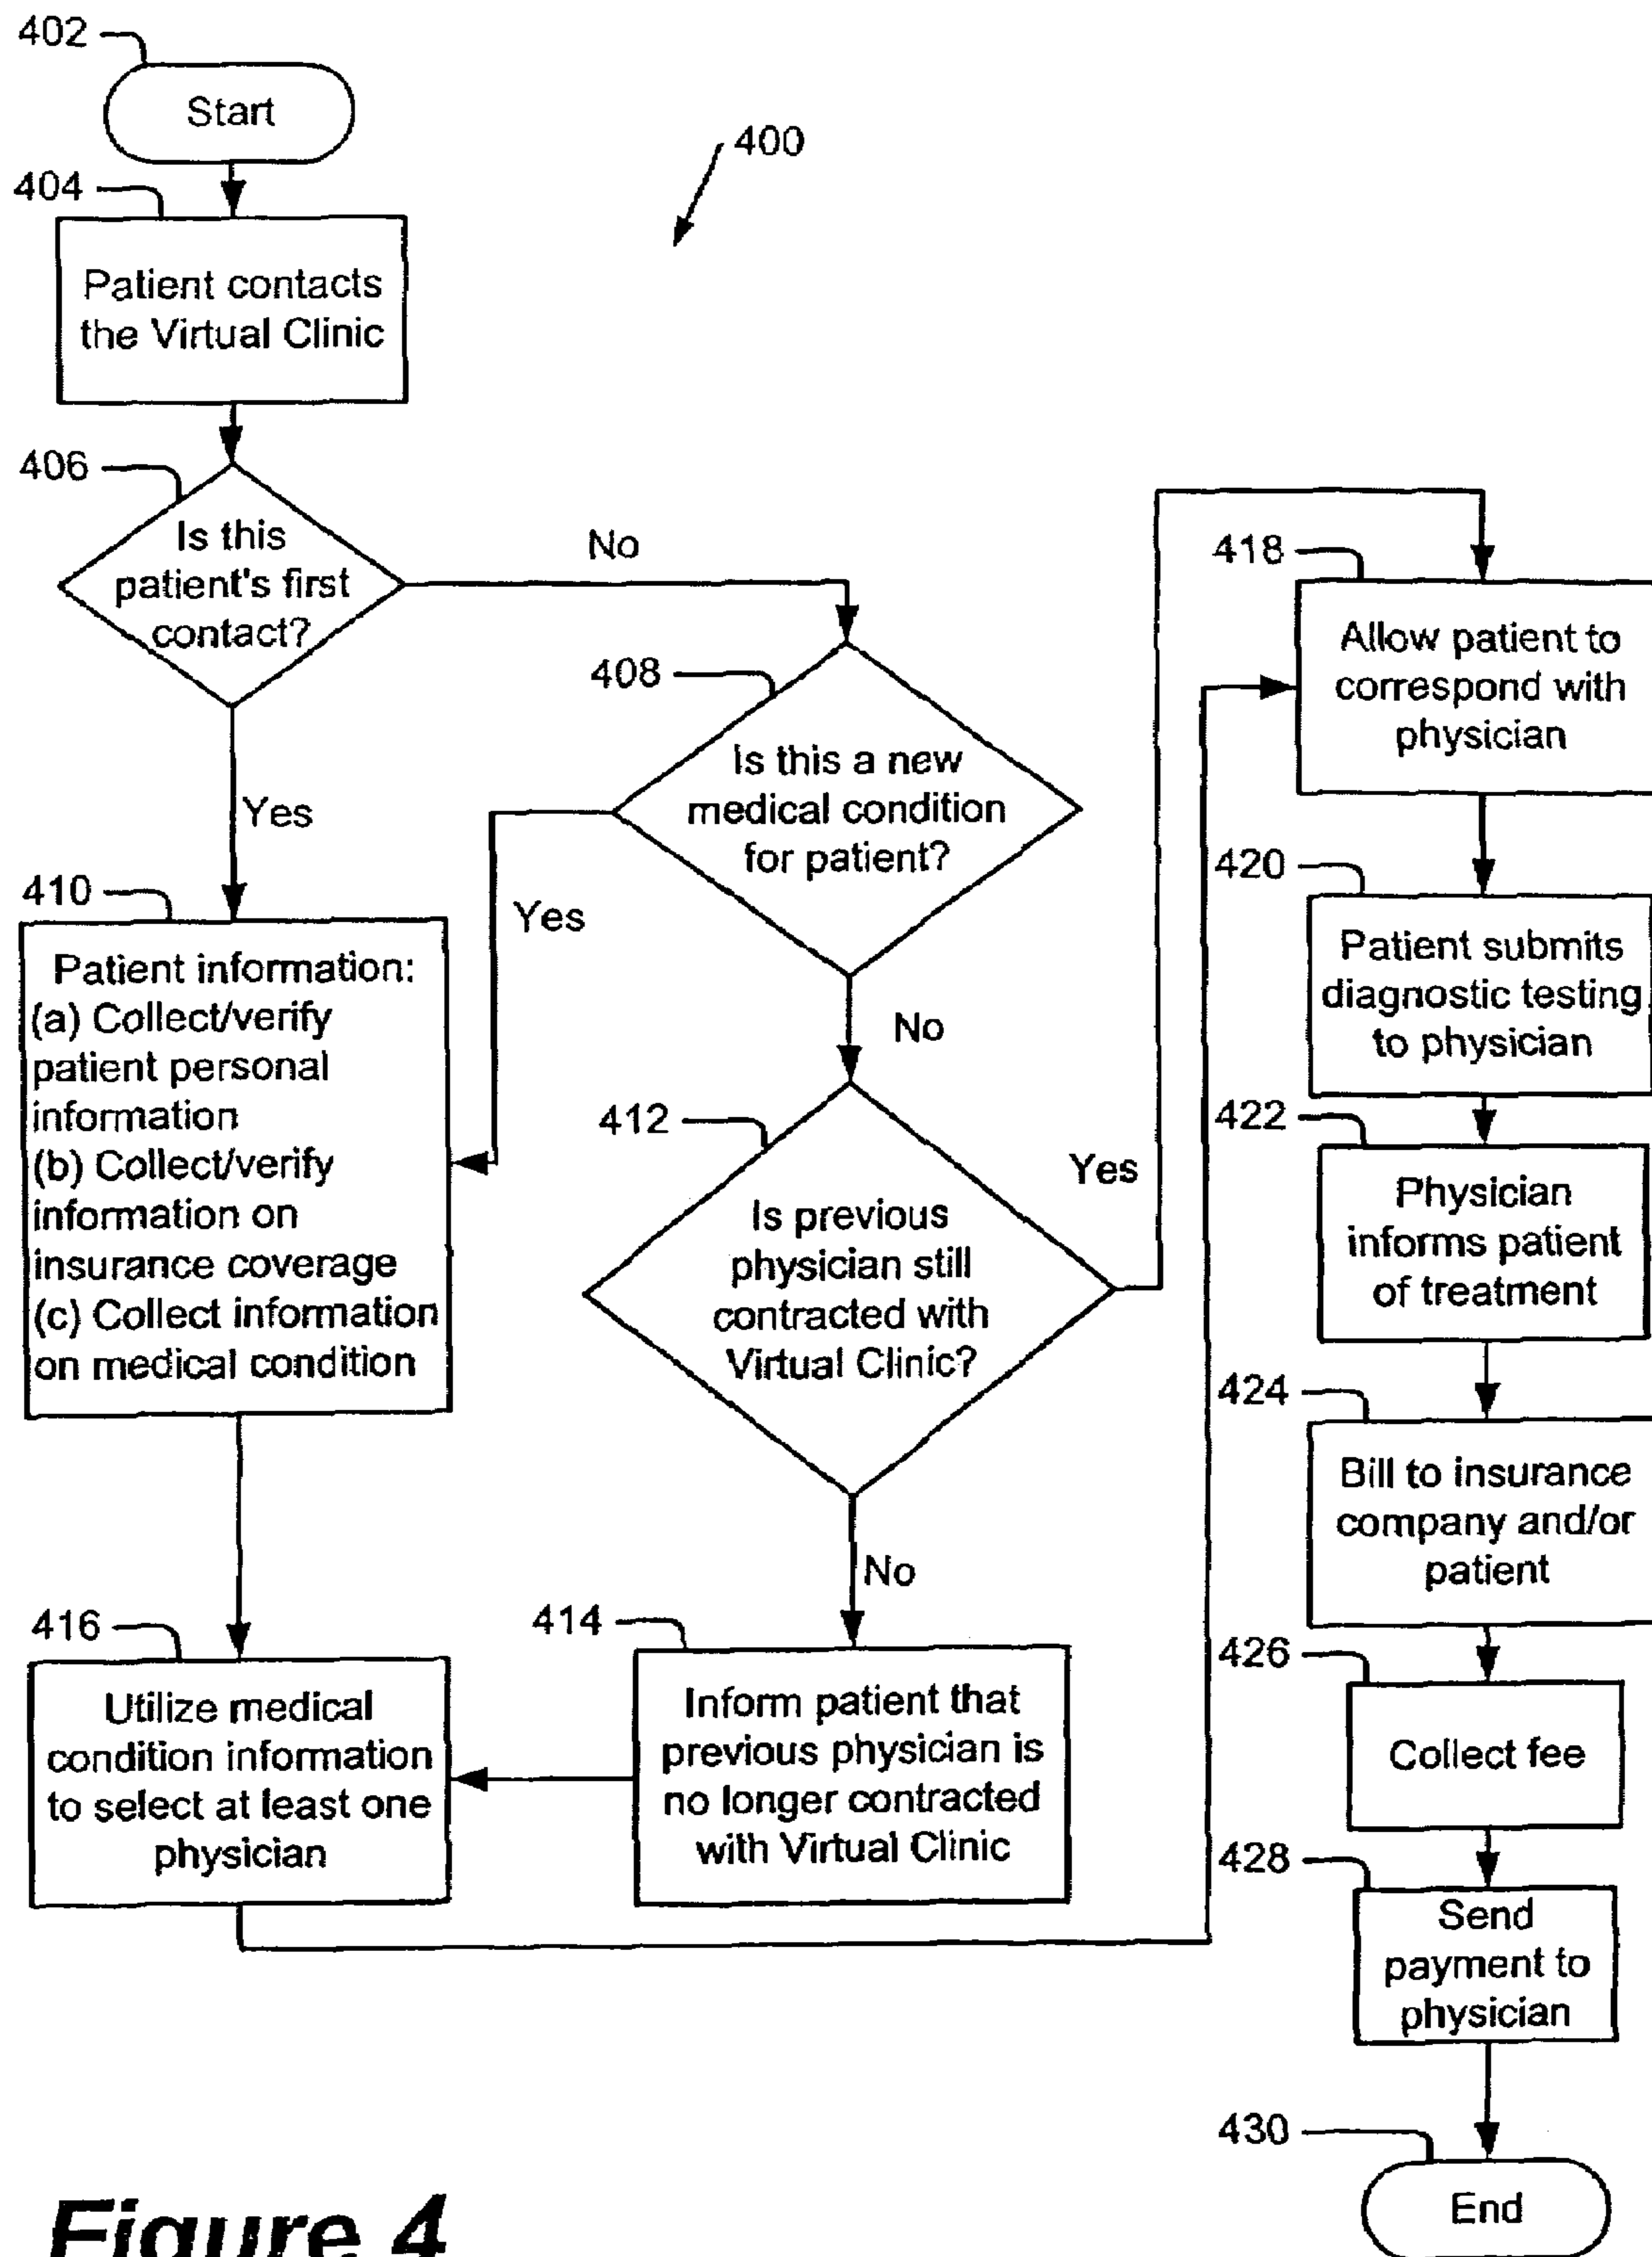 402
Start
400
404
Patient contacts
the Virtual Clinic
406
Is this
patient's first
contact?
No
Yes
408
Is this a new
medical condition
for patient?
Yes
No
410
Patient information:
(a) Collect/verify
patient personal
information
(b) Collect/verify
information on
insurance coverage
(c) Collect information
on medical condition
412
Is previous
physician still
contracted with
Virtual Clinic?
Yes
No
414
Inform patient that
previous physician is
no longer contracted
with Virtual Clinic
416
Utilize medical
condition information
to select at least one
physician
418
Allow patient to
correspond with
physician
420
Patient submits
diagnostic testing
to physician
422
Physician
informs patient
of treatment
424
Bill to insurance
company and/or
patient
426
Collect fee
428
Send
payment to
physician
430
End
Figure 4